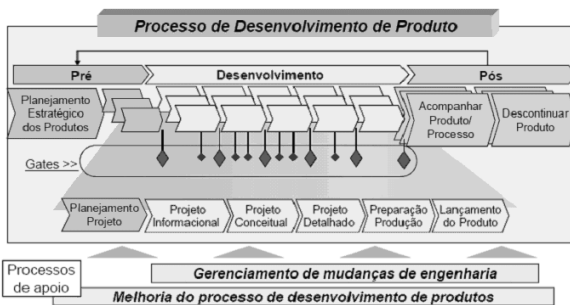 Processo de Desenvolvimento de Produto
Pré
Desenvolvimento
Pós
Planejamento
Estratégico
dos Produtos
Acompanhar
Produto/
Processo
Descontinuar
Produto
Gates >>
Planejamento
Projeto
Projeto
Informacional
Projeto
Conceitual
Projeto
Detalhado
Preparação
Produção
Lançamento
do Produto
Processos
de apoio
Gerenciamento de mudanças de engenharia
Melhoria do processo de desenvolvimento de produtos